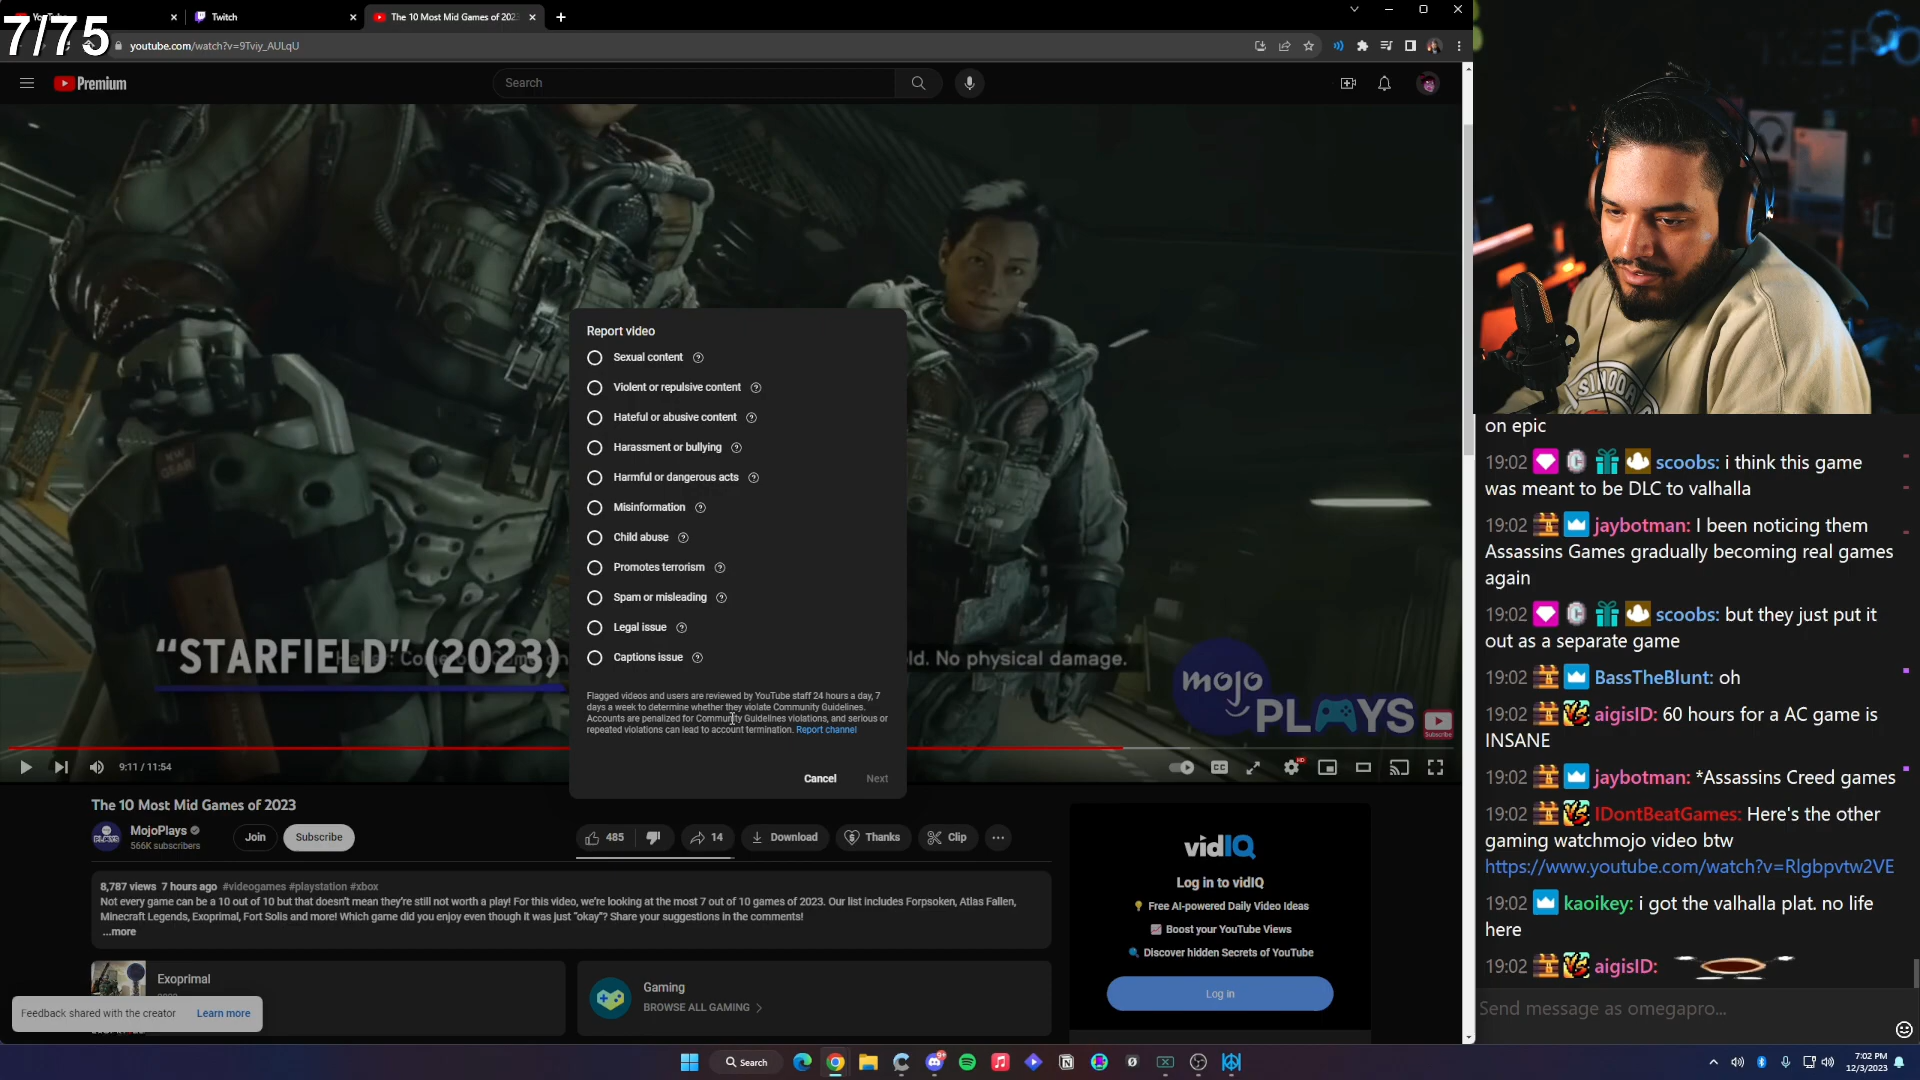 7/75
Twitch
The 10 Most Mid Games of 202
youtube.com/watch?v=9Tviy_AULqU
Premium
Search
Report video
Sexual content
Violent or repulsive content
Hateful or abusive content
Harassment or bullying
Harmful or dangerous acts
Misinformation
Child abuse
Promotes terrorism
Spam or misleading
Legal issue
Captions issue
Flagged videos and users are reviewed by YouTube staff 24 hours a day, 7
days a week to determine whether they violate Community Guidelines.
Accounts are penalized for Community Guidelines violations, and serious or
repeated violations can lead to account termination. Report channel
Cancel
Next
"STARFIELD" (2023)
ld. No physical damage.
mojo
PLAYS
Subscribe
9:11 / 11:54
CC
HD
The 10 Most Mid Games of 2023
PLAYS
MojoPlays
566K subscribers
Join
Subscribe
485
14
Download
Thanks
Clip
8,787 views 7 hours ago #videogames #playstation #xbox
Not every game can be a 10 out of 10 but that doesn't mean they're still not worth a play! For this video, we're looking at the most 7 out of 10 games of 2023. Our list includes Forpsoken, Atlas Fallen,
Minecraft Legends, Exoprimal, Fort Solis and more! Which game did you enjoy even though it was just "okay"? Share your suggestions in the comments!
...more
Exoprimal
Gaming
BROWSE ALL GAMING
Feedback shared with the creator
Learn more
vidIQ
Log in to vidIQ
Free AI-powered Daily Video Ideas
Boost your YouTube Views
Discover hidden Secrets of YouTube
Log in
on epic
19:02 scoobs: i think this game
was meant to be DLC to valhalla
19:02 jaybotman: I been noticing them
Assassins Games gradually becoming real games
again
19:02 scoobs: but they just put it
out as a separate game
19:02 BassTheBlunt: oh
19:02 aigisID: 60 hours for a AC game is
INSANE
19:02 jaybotman: *Assassins Creed games
19:02 IDontBeatGames: Here's the other
gaming watchmojo video btw
https://www.youtube.com/watch?v=Rlgbpvtw2VE
19:02 kaoikey: i got the valhalla plat. no life
here
19:02 aigisID:
Send message as omegapro...
Search
7:02 PM
12/3/2023